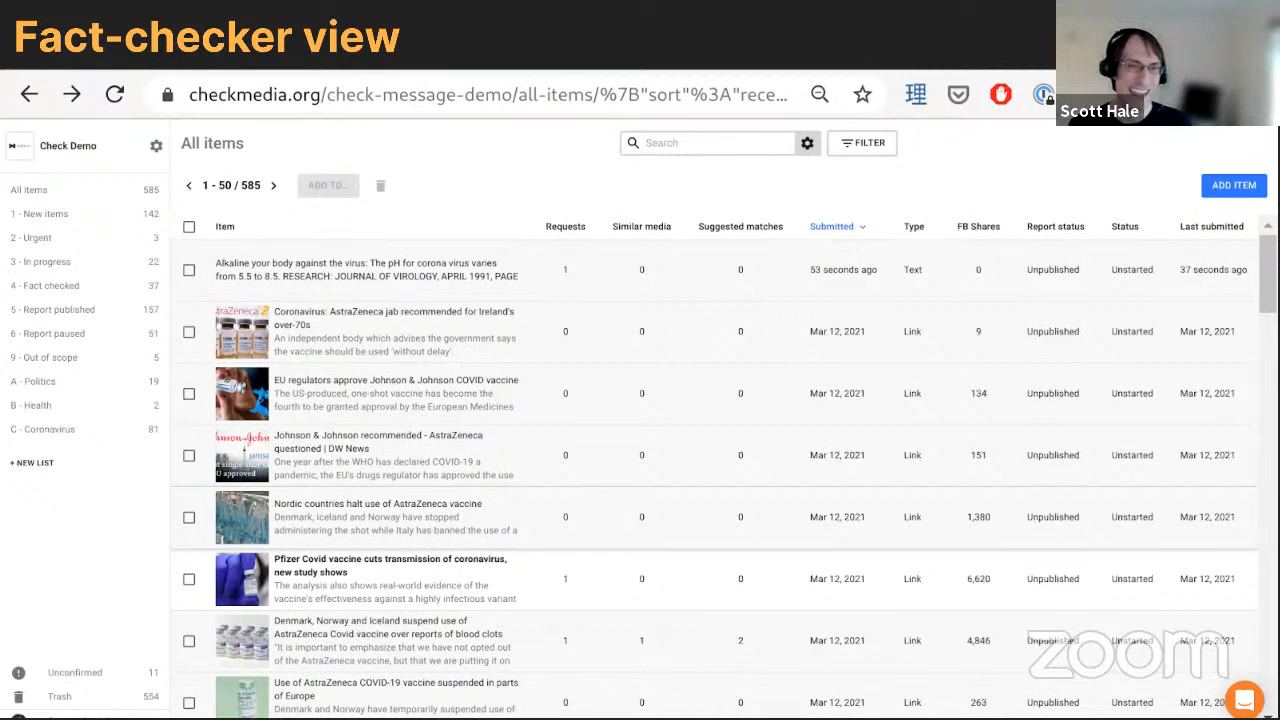 Fact-checker view
checkmedia.org/check-message-demo/all-items/%7B"sort"%3A"rece...
Scott Hale
Check Demo
All items
Search
FILTER
1 - 50 / 585
ADD TO...
ADD ITEM
All items 585
1 - New items 142
2 - Urgent 3
3 - In progress 22
4 - Fact checked 37
5 - Report published 157
6 - Report paused 51
9 - Out of scope 5
A - Politics 19
B - Health 2
C - Coronavirus 81
+ NEW LIST
Unconfirmed 11
Trash 554
Item Requests Similar media Suggested matches Submitted Type FB Shares Report status Status Last submitted
Alkaline your body against the virus: The pH for corona virus varies
from 5.5 to 8.5. RESEARCH: JOURNAL OF VIROLOGY, APRIL 1991, PAGE
1 0 0 53 seconds ago Text 0 Unpublished Unstarted 37 seconds ago
Coronavirus: AstraZeneca jab recommended for Ireland's
over-70s
An independent body which advises the government says
the vaccine should be used 'without delay'.
0 0 0 Mar 12, 2021 Link 9 Unpublished Unstarted Mar 12, 2021
EU regulators approve Johnson & Johnson COVID vaccine
The US-produced, one-shot vaccine has become the
fourth to be granted approval by the European Medicines
0 0 0 Mar 12, 2021 Link 134 Unpublished Unstarted Mar 12, 2021
Johnson & Johnson recommended - AstraZeneca
questioned | DW News
One year after the WHO has declared COVID-19 a
pandemic, the EU's drugs regulator has approved the use
0 0 0 Mar 12, 2021 Link 151 Unpublished Unstarted Mar 12, 2021
Nordic countries halt use of AstraZeneca vaccine
Denmark, Iceland and Norway have stopped
administering the shot while Italy has banned the use of a
0 0 0 Mar 12, 2021 Link 1,380 Unpublished Unstarted Mar 12, 2021
Pfizer Covid vaccine cuts transmission of coronavirus,
new study shows
The analysis also shows real-world evidence of the
vaccine's effectiveness against a highly infectious variant
1 0 0 Mar 12, 2021 Link 6,620 Unpublished Unstarted Mar 12, 2021
Denmark, Norway and Iceland suspend use of
AstraZeneca Covid vaccine over reports of blood clots
"It is important to emphasize that we have not opted out
of the AstraZeneca vaccine, but that we are putting it on
1 1 2 Mar 12, 2021 Link 4,846 Unpublished Unstarted Mar 12, 2021
Use of AstraZeneca COVID-19 vaccine suspended in parts
of Europe
Denmark and Norway have temporarily suspended use of
0 0 0 Mar 12, 2021 Link 263 Unpublished Unstarted Mar 12, 20
zoom